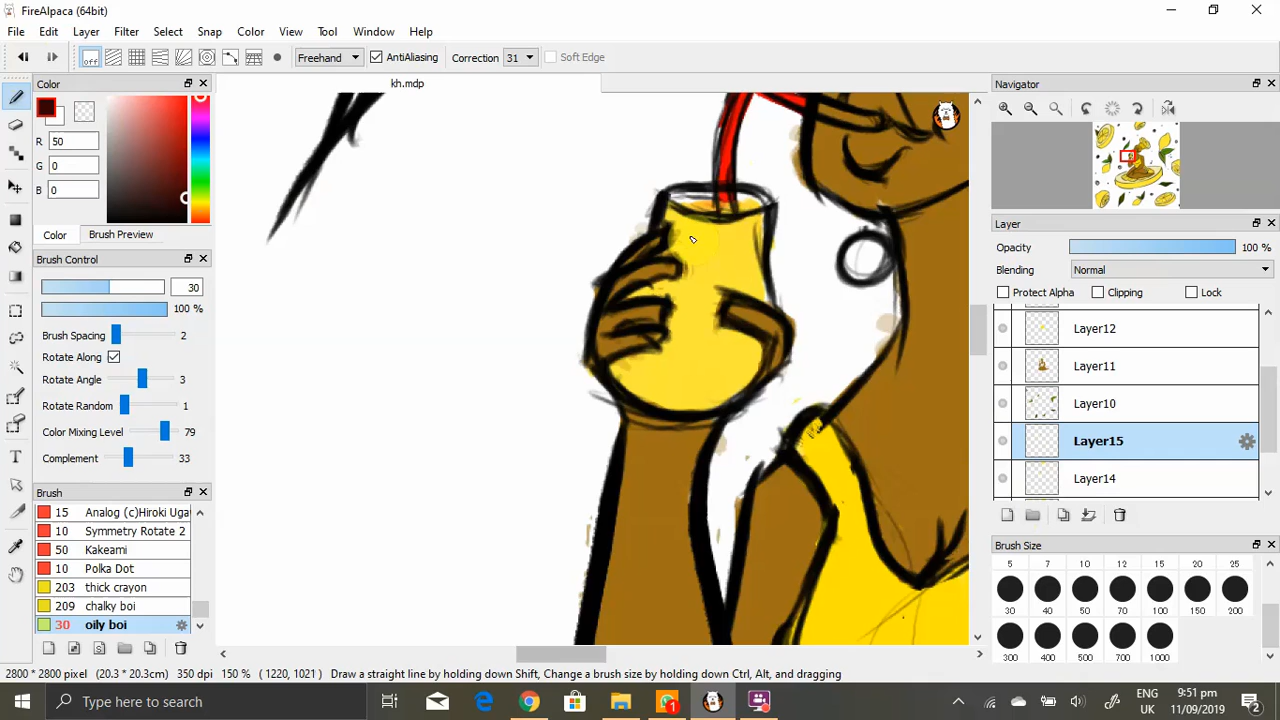 FireAlpaca (64bit)
File Edit Layer Filter Select Snap Color View Tool Window Help
off Freehand AntiAliasing Correction 31 Soft Edge
Color
kh.mdp
Navigator
R 50
G 0
B 0
Color Brush Preview
Layer
Opacity 100 %
Brush Control
Blending Normal
30
Protect Alpha Clipping Lock
100 %
Layer12
Brush Spacing 2
Rotate Along
Layer11
Rotate Angle 3
Layer10
Rotate Random 1
Color Mixing Level 79
Layer15
Complement 33
Layer14
Brush
15 Analog (c)Hiroki Uga
10 Symmetry Rotate 2
50 Kakeami
Brush Size
10 Polka Dot
5 7 10 12 15 20 25
203 thick crayon
209 chalky boi
30 40 50 70 100 150 200
30 oily boi
300 400 500 700 1000
2800 * 2800 pixel (20.3 * 20.3cm) 350 dpi 150 % ( 1220, 1021 ) Draw a straight line by holding down Shift, Change a brush size by holding down Ctrl, Alt, and dragging
Type here to search
1
ENG
UK
9:51 pm
11/09/2019
2